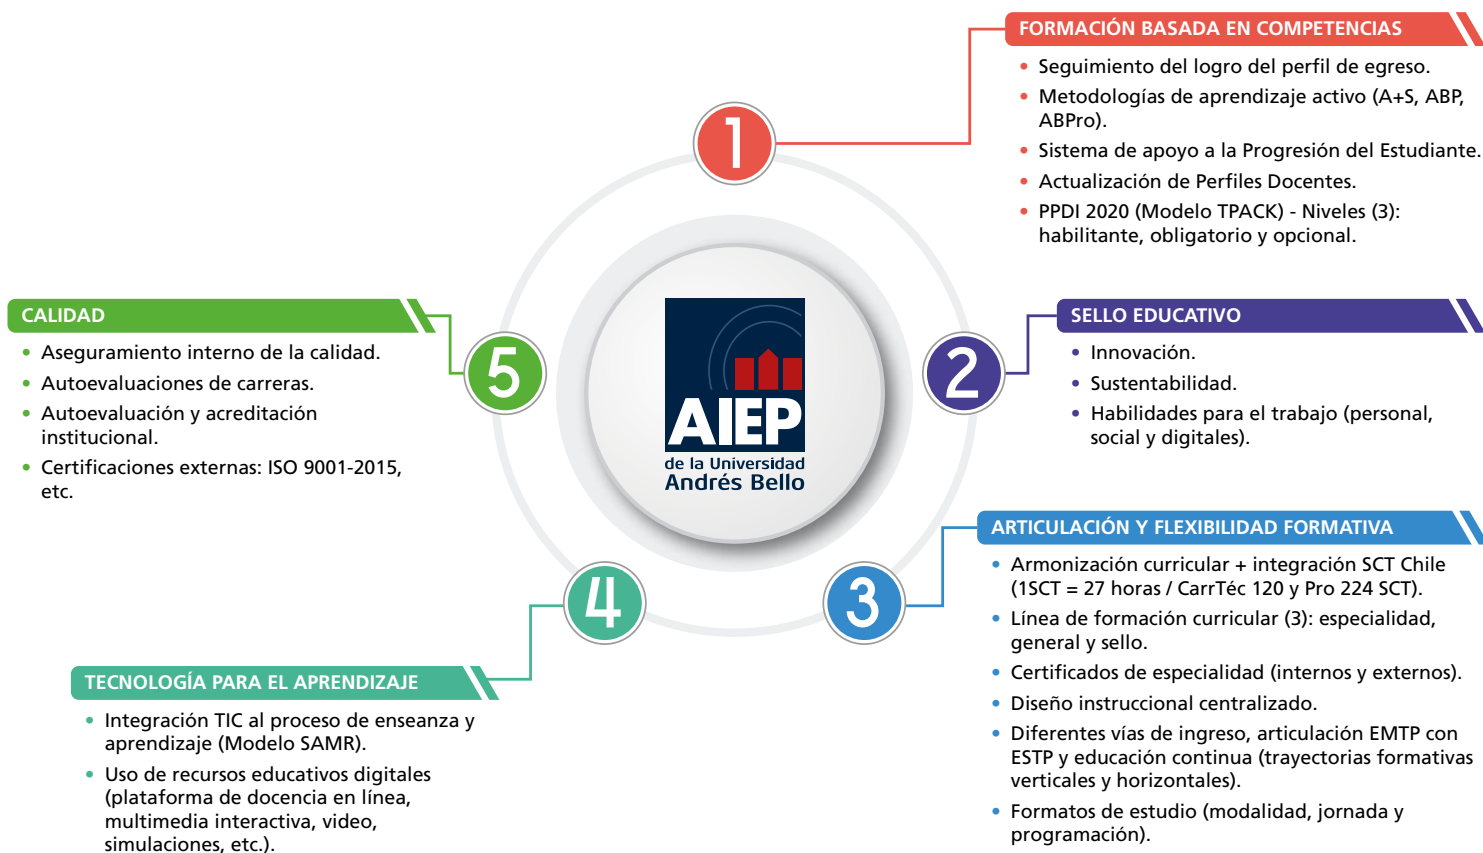 1
FORMACIÓN BASADA EN COMPETENCIAS
• Seguimiento del logro del perfil de egreso.
• Metodologías de aprendizaje activo (A+S, ABP,
ABPro).
• Sistema de apoyo a la Progresión del Estudiante.
• Actualización de Perfiles Docentes.
• PPDI 2020 (Modelo TPACK) - Niveles (3):
habilitante, obligatorio y opcional.
2
SELLO EDUCATIVO
• Innovación.
• Sustentabilidad.
• Habilidades para el trabajo (personal,
social y digitales).
3
ARTICULACIÓN Y FLEXIBILIDAD FORMATIVA
• Armonización curricular + integración SCT Chile
(1SCT = 27 horas / CarrTéc 120 y Pro 224 SCT).
• Línea de formación curricular (3): especialidad,
general y sello.
• Certificados de especialidad (internos y externos).
• Diseño instruccional centralizado.
• Diferentes vías de ingreso, articulación EMTP con
ESTP y educación continua (trayectorias formativas
verticales y horizontales).
• Formatos de estudio (modalidad, jornada y
programación).
4
TECNOLOGÍA PARA EL APRENDIZAJE
• Integración TIC al proceso de enseanza y
aprendizaje (Modelo SAMR).
• Uso de recursos educativos digitales
(plataforma de docencia en línea,
multimedia interactiva, video,
simulaciones, etc.).
5
CALIDAD
• Aseguramiento interno de la calidad.
• Autoevaluaciones de carreras.
• Autoevaluación y acreditación
institucional.
• Certificaciones externas: ISO 9001-2015,
etc.
AIEP
de la Universidad
Andrés Bello